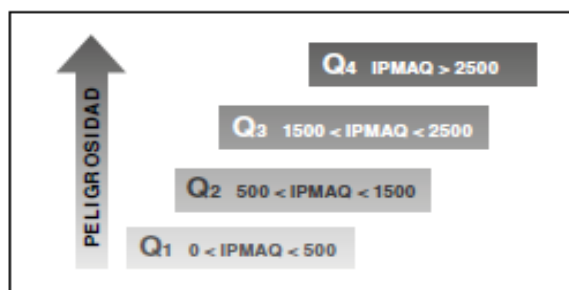 PELIGROSIDAD
Q4 IPMAQ > 2500
Q3 1500 < IPMAQ < 2500
Q2 500 < IPMAQ < 1500
Q1 0 < IPMAQ < 500